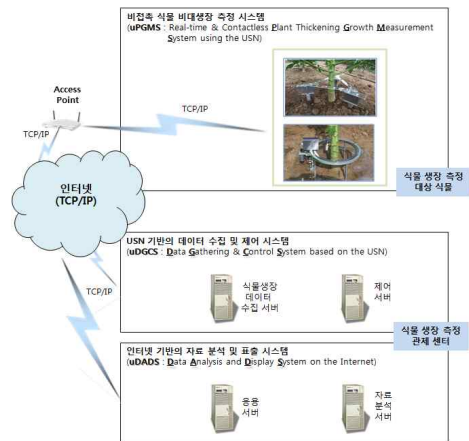 비접촉 식물 비대생장 측정 시스템
(uPGMS : Real-time & Contactless Plant Thickening Growth Measurement
System using the USN)
Access
Point
TCP/IP
TCP/IP
인터넷
(TCP/IP)
식물 생장 측정
대상 식물
USN 기반의 데이터 수집 및 제어 시스템
(uDGCS : Data Gathering & Control System based on the USN)
TCP/IP
식물생장
데이터
수집 서버
제어
서버
식물 생장 측정
관제 센터
인터넷 기반의 자료 분석 및 표출 시스템
(uDADS : Data Analysis and Display System on the Internet)
응용
서버
자료
분석
서버